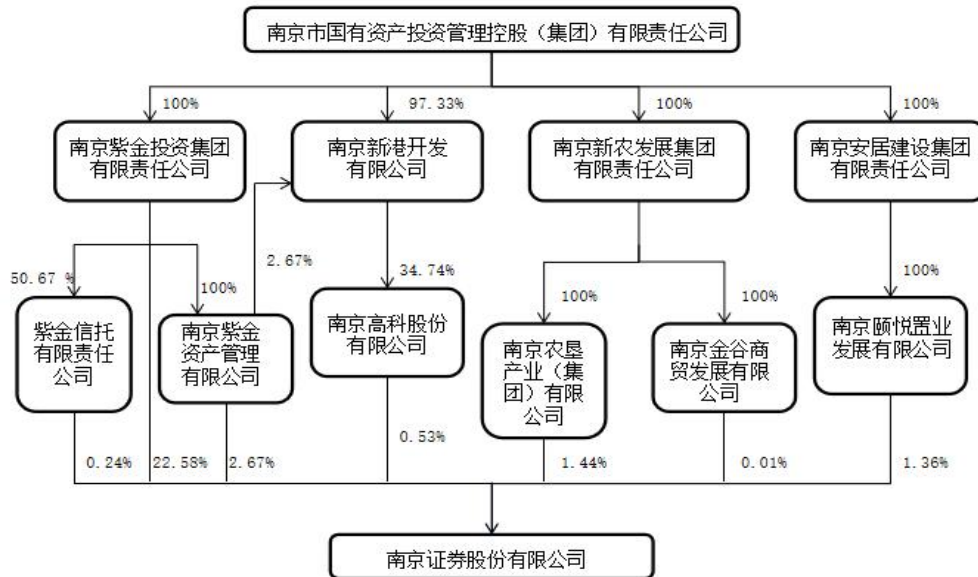 南京市国有资产投资管理控股（集团）有限责任公司
100%
97.33%
100%
100%
南京紫金投资集团
有限责任公司
南京新港开发
有限公司
南京新农发展集团
有限责任公司
南京安居建设集团
有限责任公司
50.67 %
100%
2.67%
34.74%
100%
100%
100%
紫金信托
有限责任
公司
南京紫金
资产管理
有限公司
南京高科股份
有限公司
南京农垦
产业（集
团）有限
公司
南京金谷商
贸发展有限
公司
南京颐悦置业
发展有限公司
0.24%
22.58%
2.67%
0.53%
1.44%
0.01%
1.36%
南京证券股份有限公司